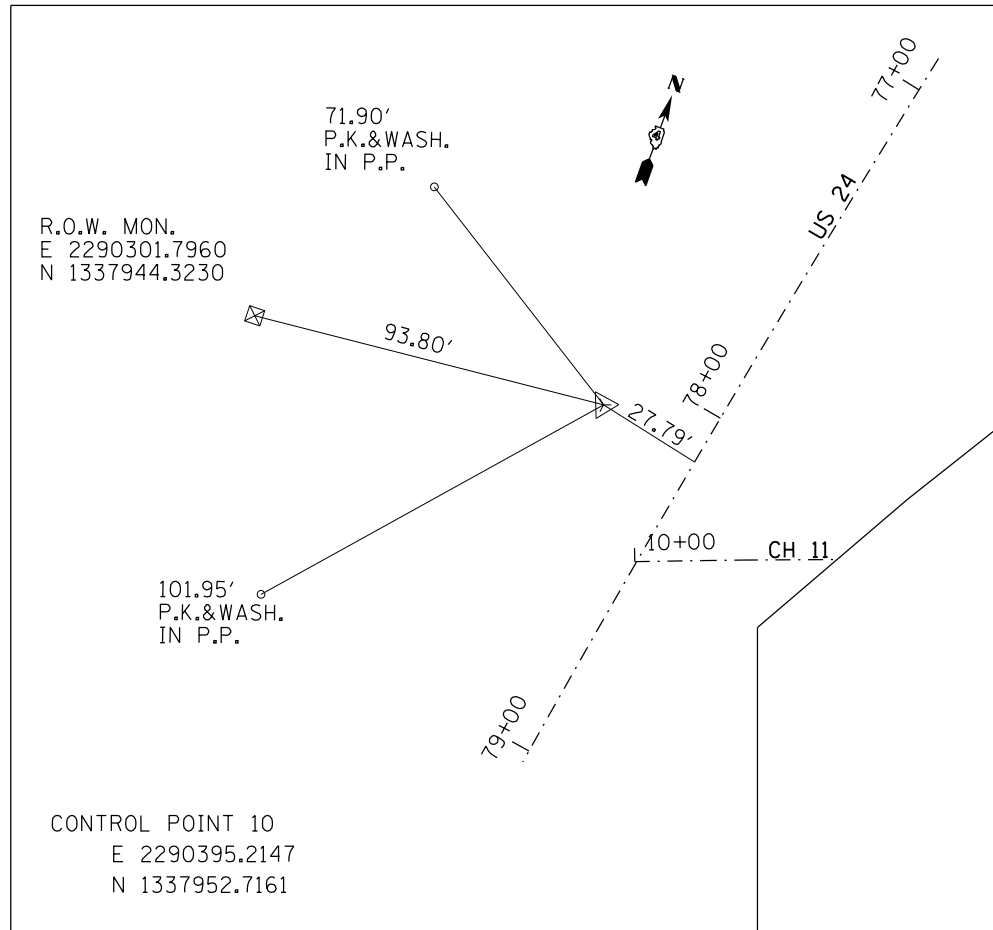 77+00
N
71.90′
P.K.&WASH.
IN P.P.
US 24
R.O.W. MON.
E 2290301.7960
N 1337944.3230
93.80′
78+00
27.79′
10+00
CH 11
101.95′
P.K.&WASH.
IN P.P.
79+00
CONTROL POINT 10
E 2290395.2147
N 1337952.7161